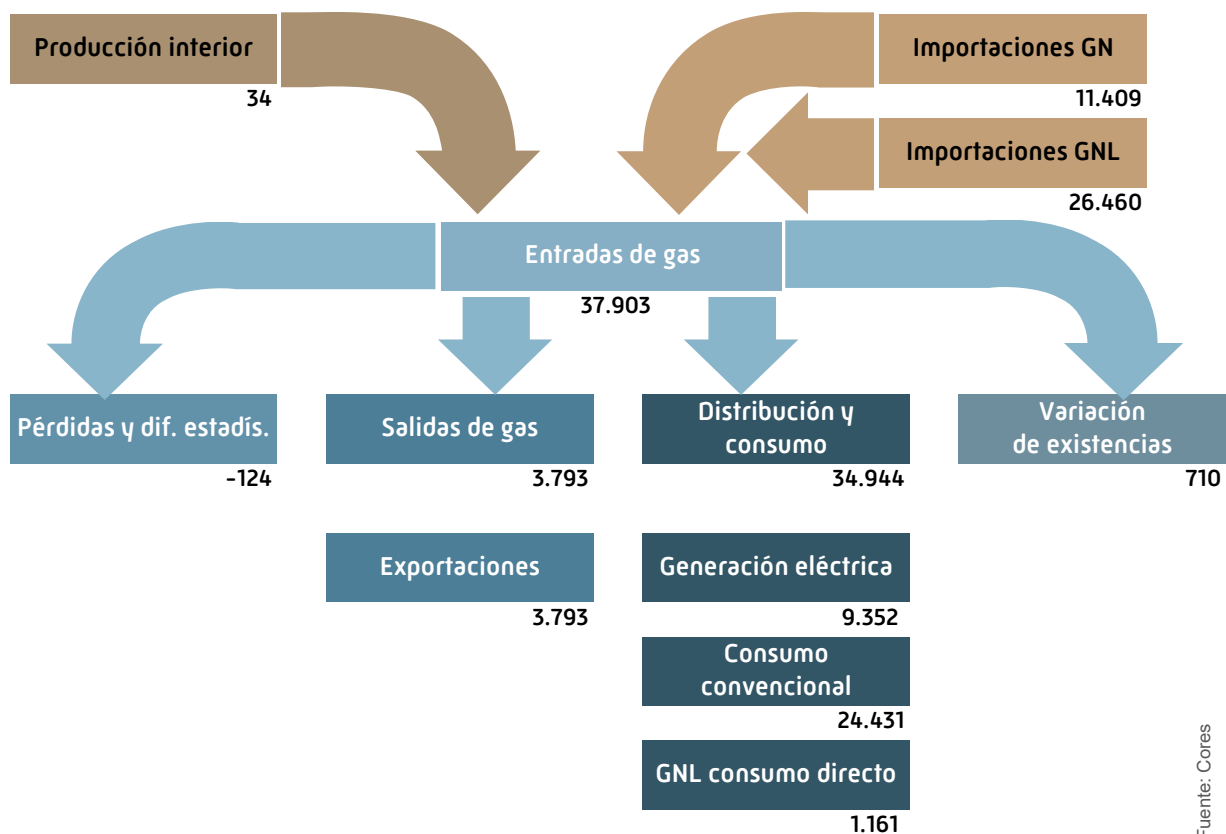 Producción interior
34
Importaciones GN
11.409
Importaciones GNL
26.460
Entradas de gas
37.903
Pérdidas y dif. estadís.
-124
Salidas de gas
3.793
Distribución y
consumo
34.944
Variación
de existencias
710
Exportaciones
3.793
Generación eléctrica
9.352
Consumo
convencional
24.431
GNL consumo directo
1.161
Fuente: Cores